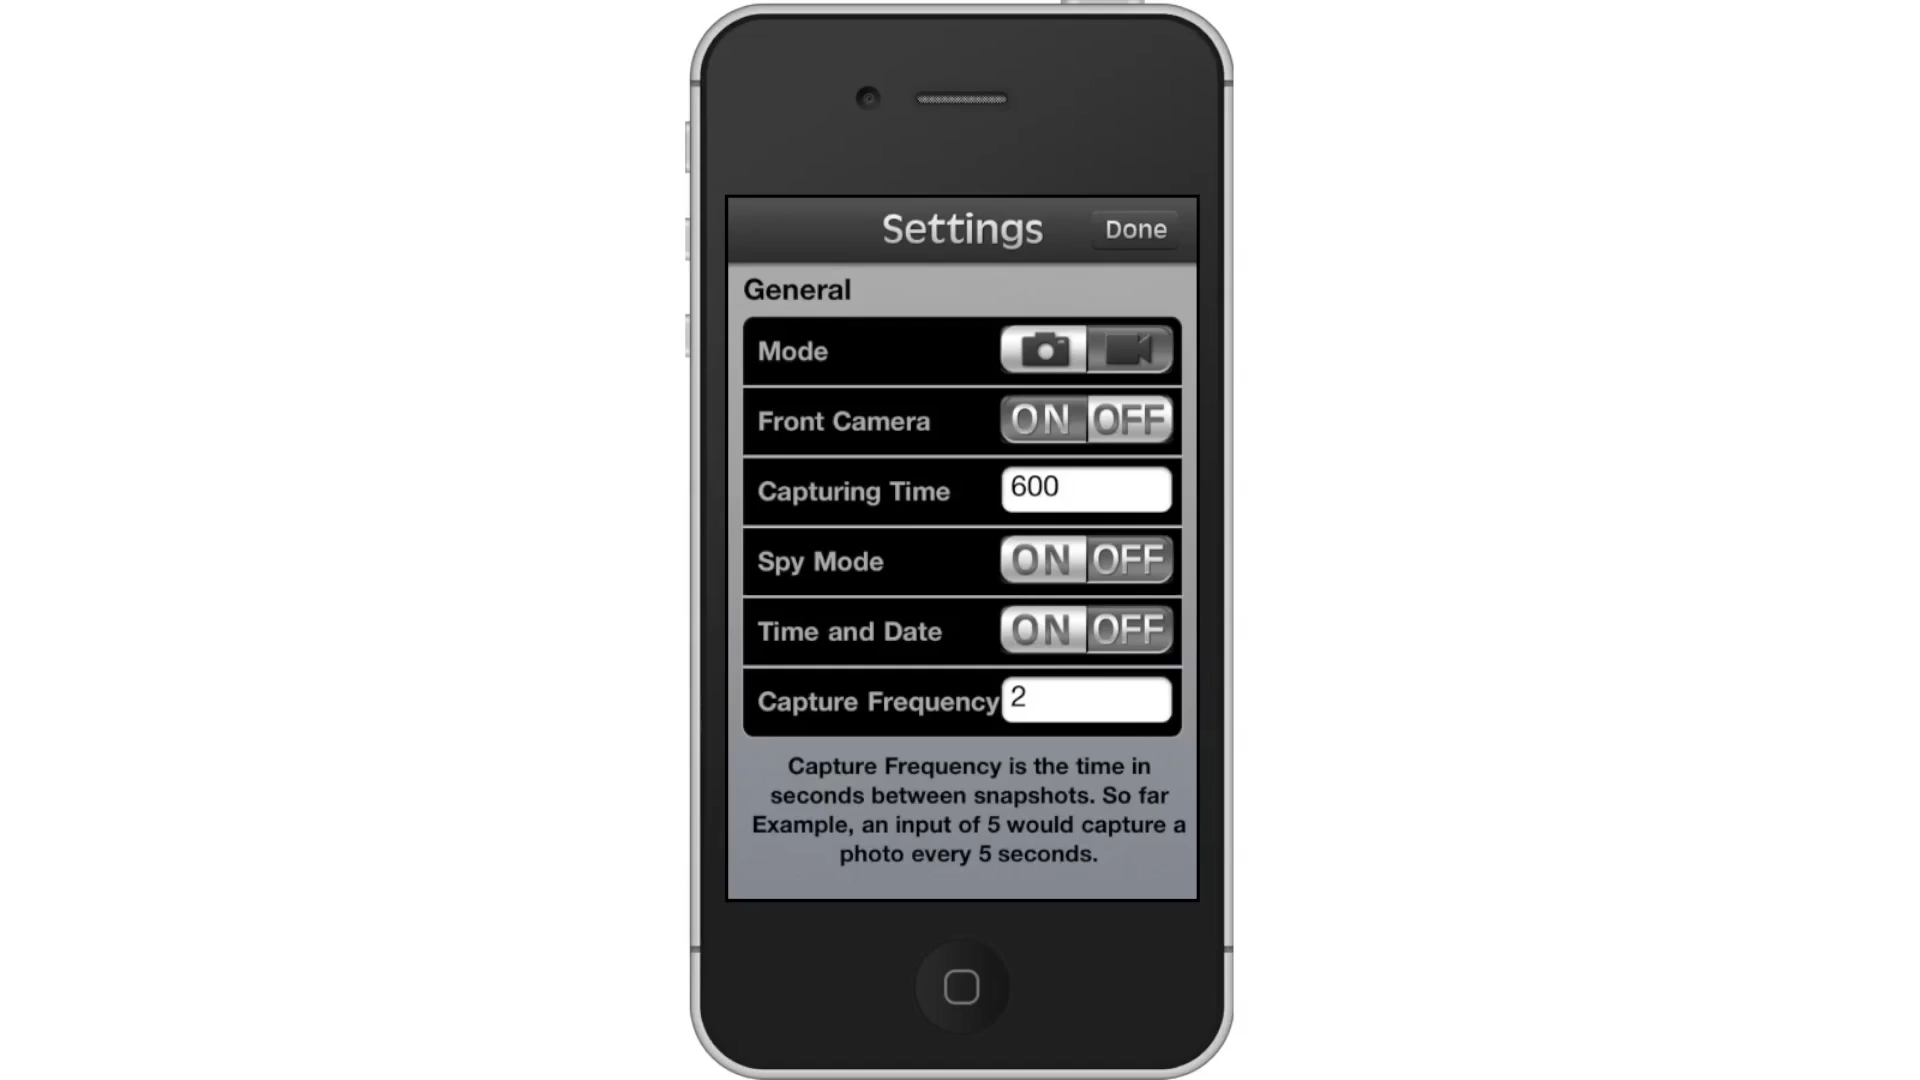 Settings
Done
General
Mode
Front Camera ON OFF
Capturing Time 600
Spy Mode ON OFF
Time and Date ON OFF
Capture Frequency 2
Capture Frequency is the time in
seconds between snapshots. So far
Example, an input of 5 would capture a
photo every 5 seconds.